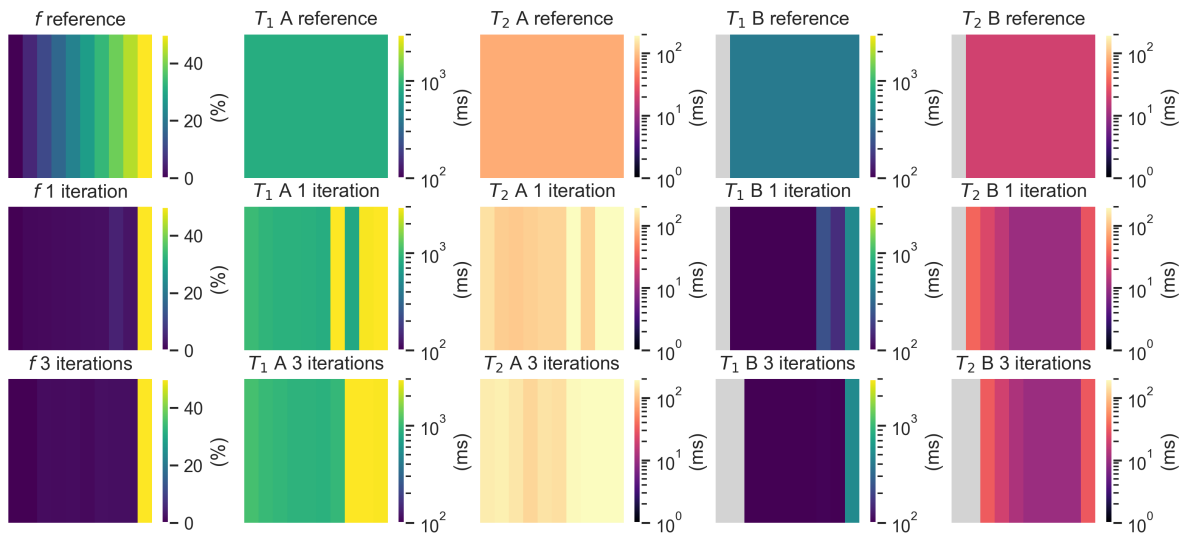 f reference
T1 A reference
T2 A reference
T1 B reference
T2 B reference
40
20
0
(%)
10^3
10^2
(ms)
10^2
10^1
10^0
(ms)
10^3
10^2
(ms)
10^2
10^1
10^0
(ms)
f 1 iteration
T1 A 1 iteration
T2 A 1 iteration
T1 B 1 iteration
T2 B 1 iteration
40
20
0
(%)
10^3
10^2
(ms)
10^2
10^1
10^0
(ms)
10^3
10^2
(ms)
10^2
10^1
10^0
(ms)
f 3 iterations
T1 A 3 iterations
T2 A 3 iterations
T1 B 3 iterations
T2 B 3 iterations
40
20
0
(%)
10^3
10^2
(ms)
10^2
10^1
10^0
(ms)
10^3
10^2
(ms)
10^2
10^1
10^0
(ms)